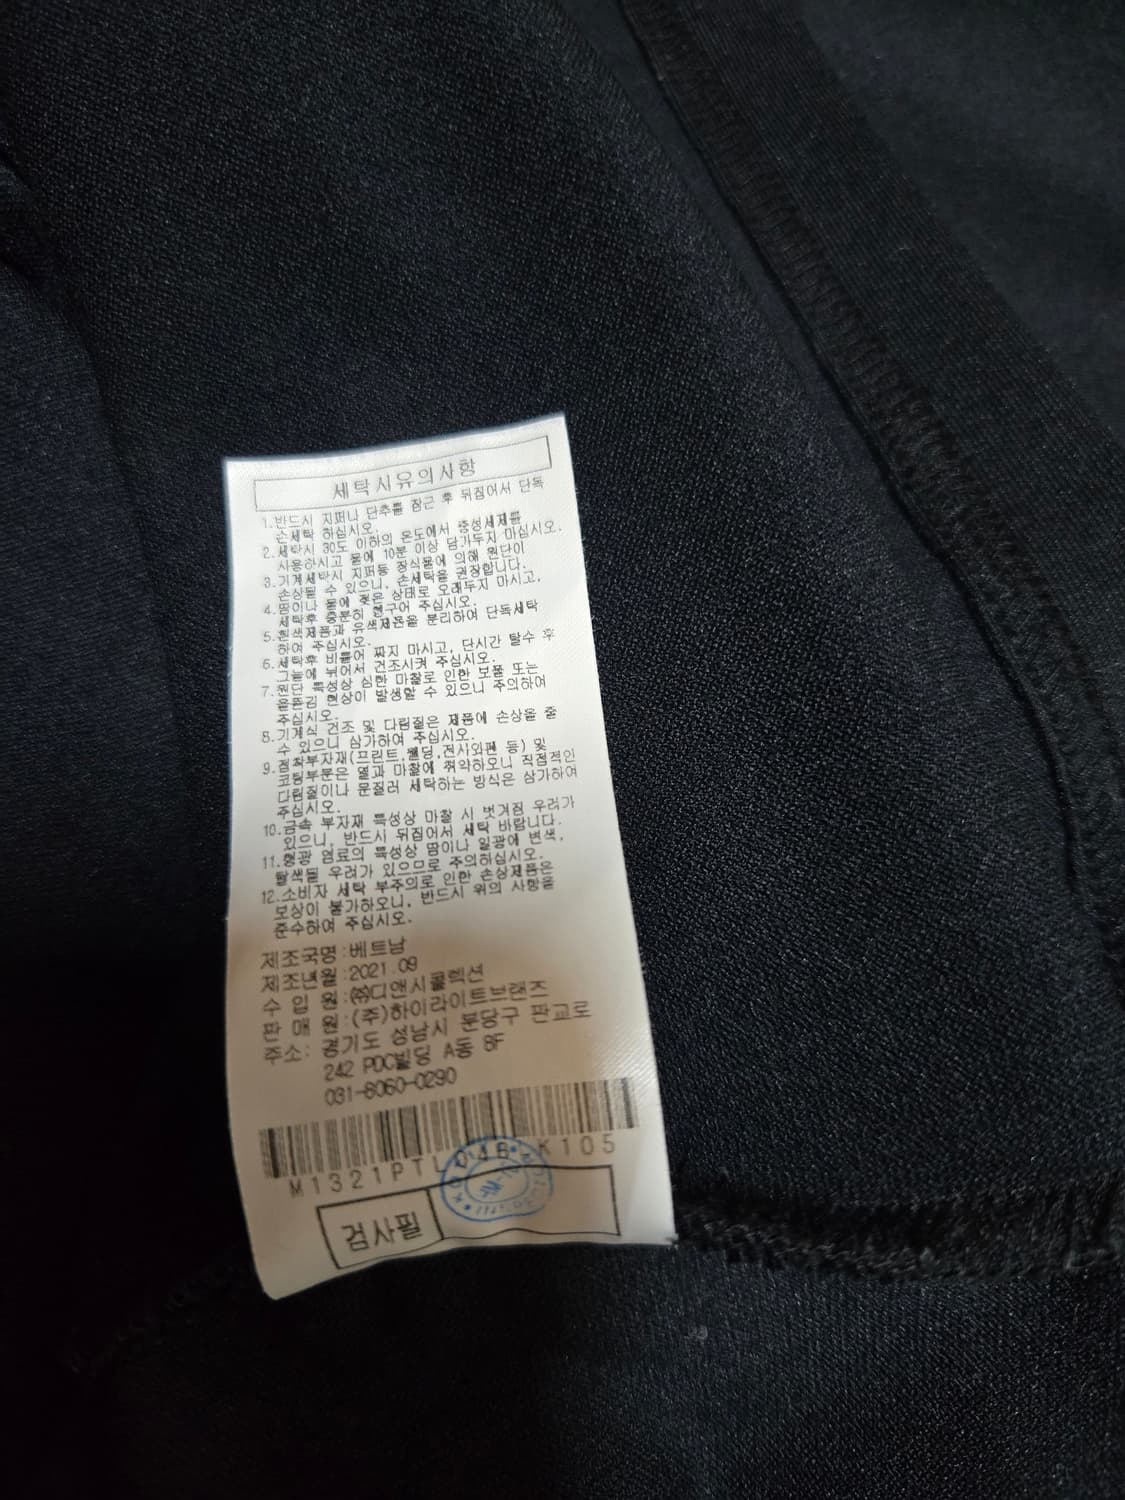 세탁시유의사항
1.반드시 지퍼나 단추를 잠근 후 뒤집어서 단독
손세탁 하십시오.
2.세탁시 30도 이하의 온도에서 중성세제를
사용하시고 물에 10분 이상 담가두지 마십시오.
3.기계세탁시 지퍼등 장식물에 의해 원단이
손상될 수 있으니, 손세탁을 권장합니다.
4.땀이나 물에 젖은 상태로 오래두지 마시고,
세탁후 충분히 헹구어 주십시오.
5.흰색제품과 유색제품을 분리하여 단독세탁
하여 주십시오.
6.세탁후 비틀어 짜지 마시고, 단시간 탈수 후
그늘에 뉘어서 건조시켜 주십시오.
7.원단 특성상 심한 마찰로 인한 보풀 또는
현상이 발생할 수 있으니 주의하여
주십시오.
8.기계식 건조 및 다림질은 제품에 손상을 줄
수 있으니 삼가하여 주십시오.
9.접착부자재(프린트,웰딩,전사와펜 등) 및
코팅부분은 열과 마찰에 취약하오니 직접적인
다림질이나 문질러 세탁하는 방식은 삼가하여
주십시오.
10.금속 부자재 특성상 마찰 시 벗겨짐 우려가
있으니, 반드시 뒤집어서 세탁 바랍니다.
11.형광 염료의 특성상 땀이나 일광에 변색,
퇴색될 우려가 있으므로 주의하십시오.
12.소비자 세탁 부주의로 인한 손상제품은
보상이 불가하오니, 반드시 위의 사항을
준수하여 주십시오.
제조국명:베트남
제조년월:2021.09
수 입 원:㈜디앤시
판 매 원:(주)하이라이트브랜즈
주소: 경기도 성남시 분당구 판교로
242 PDC빌딩 A동 8F
031-8060-0290
M1321PTL04B K105
검사필